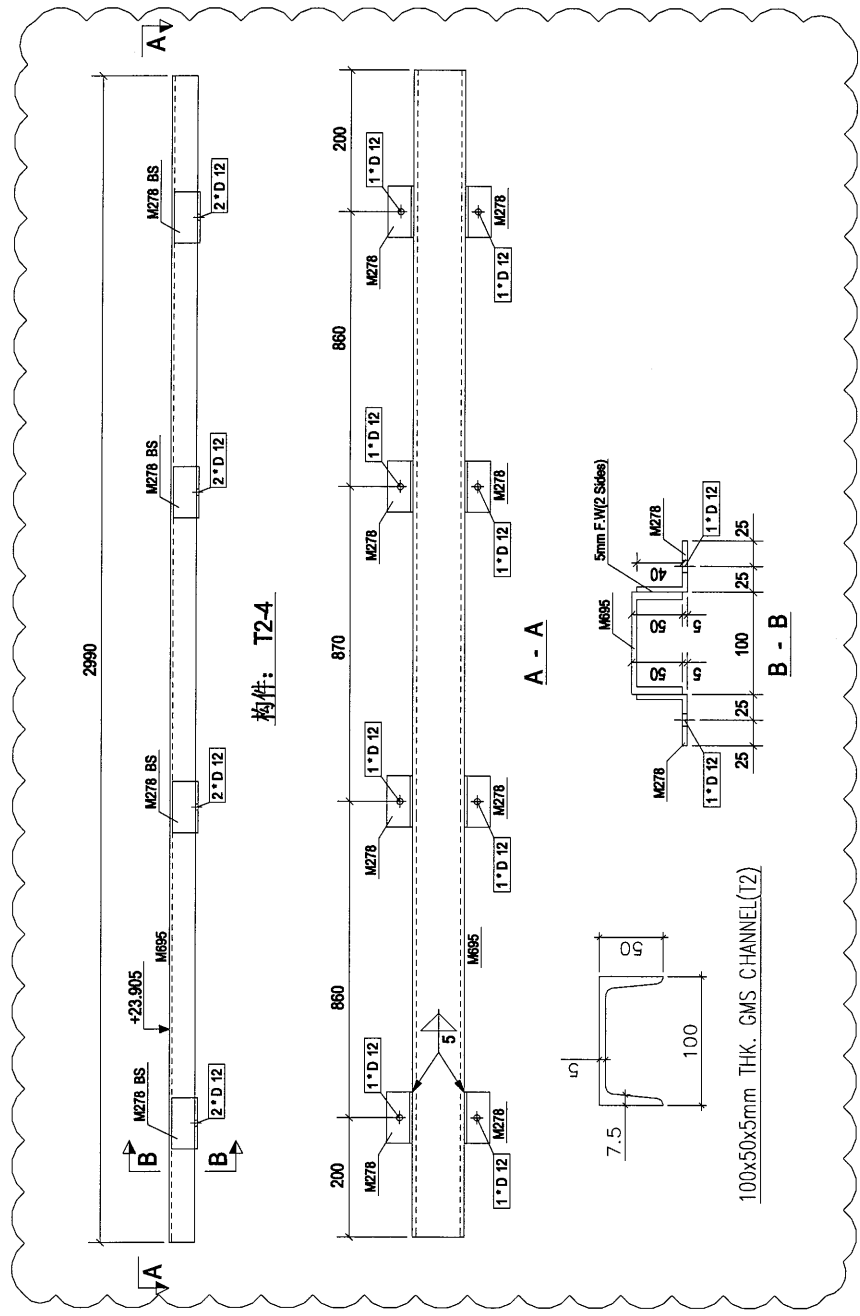 A
A
2990
M278 BS
2*D 12
+23.905
M695
M278 BS
2*D 12
M278 BS
2*D 12
M278 BS
2*D 12
B
B
构件: T2-4
200
860
870
860
200
1*D 12
M278
1*D 12
M278
1*D 12
M278
1*D 12
M278
5
M695
M278
1*D 12
M278
1*D 12
M278
1*D 12
M278
1*D 12
A - A
7.5
5
50
100
100x50x5mm THK. GMS CHANNEL(T2)
M695
5mm F.W(2 Sides)
M278
M278
1*D 12
1*D 12
50
5
50
5
40
25
25
100
25
25
B - B